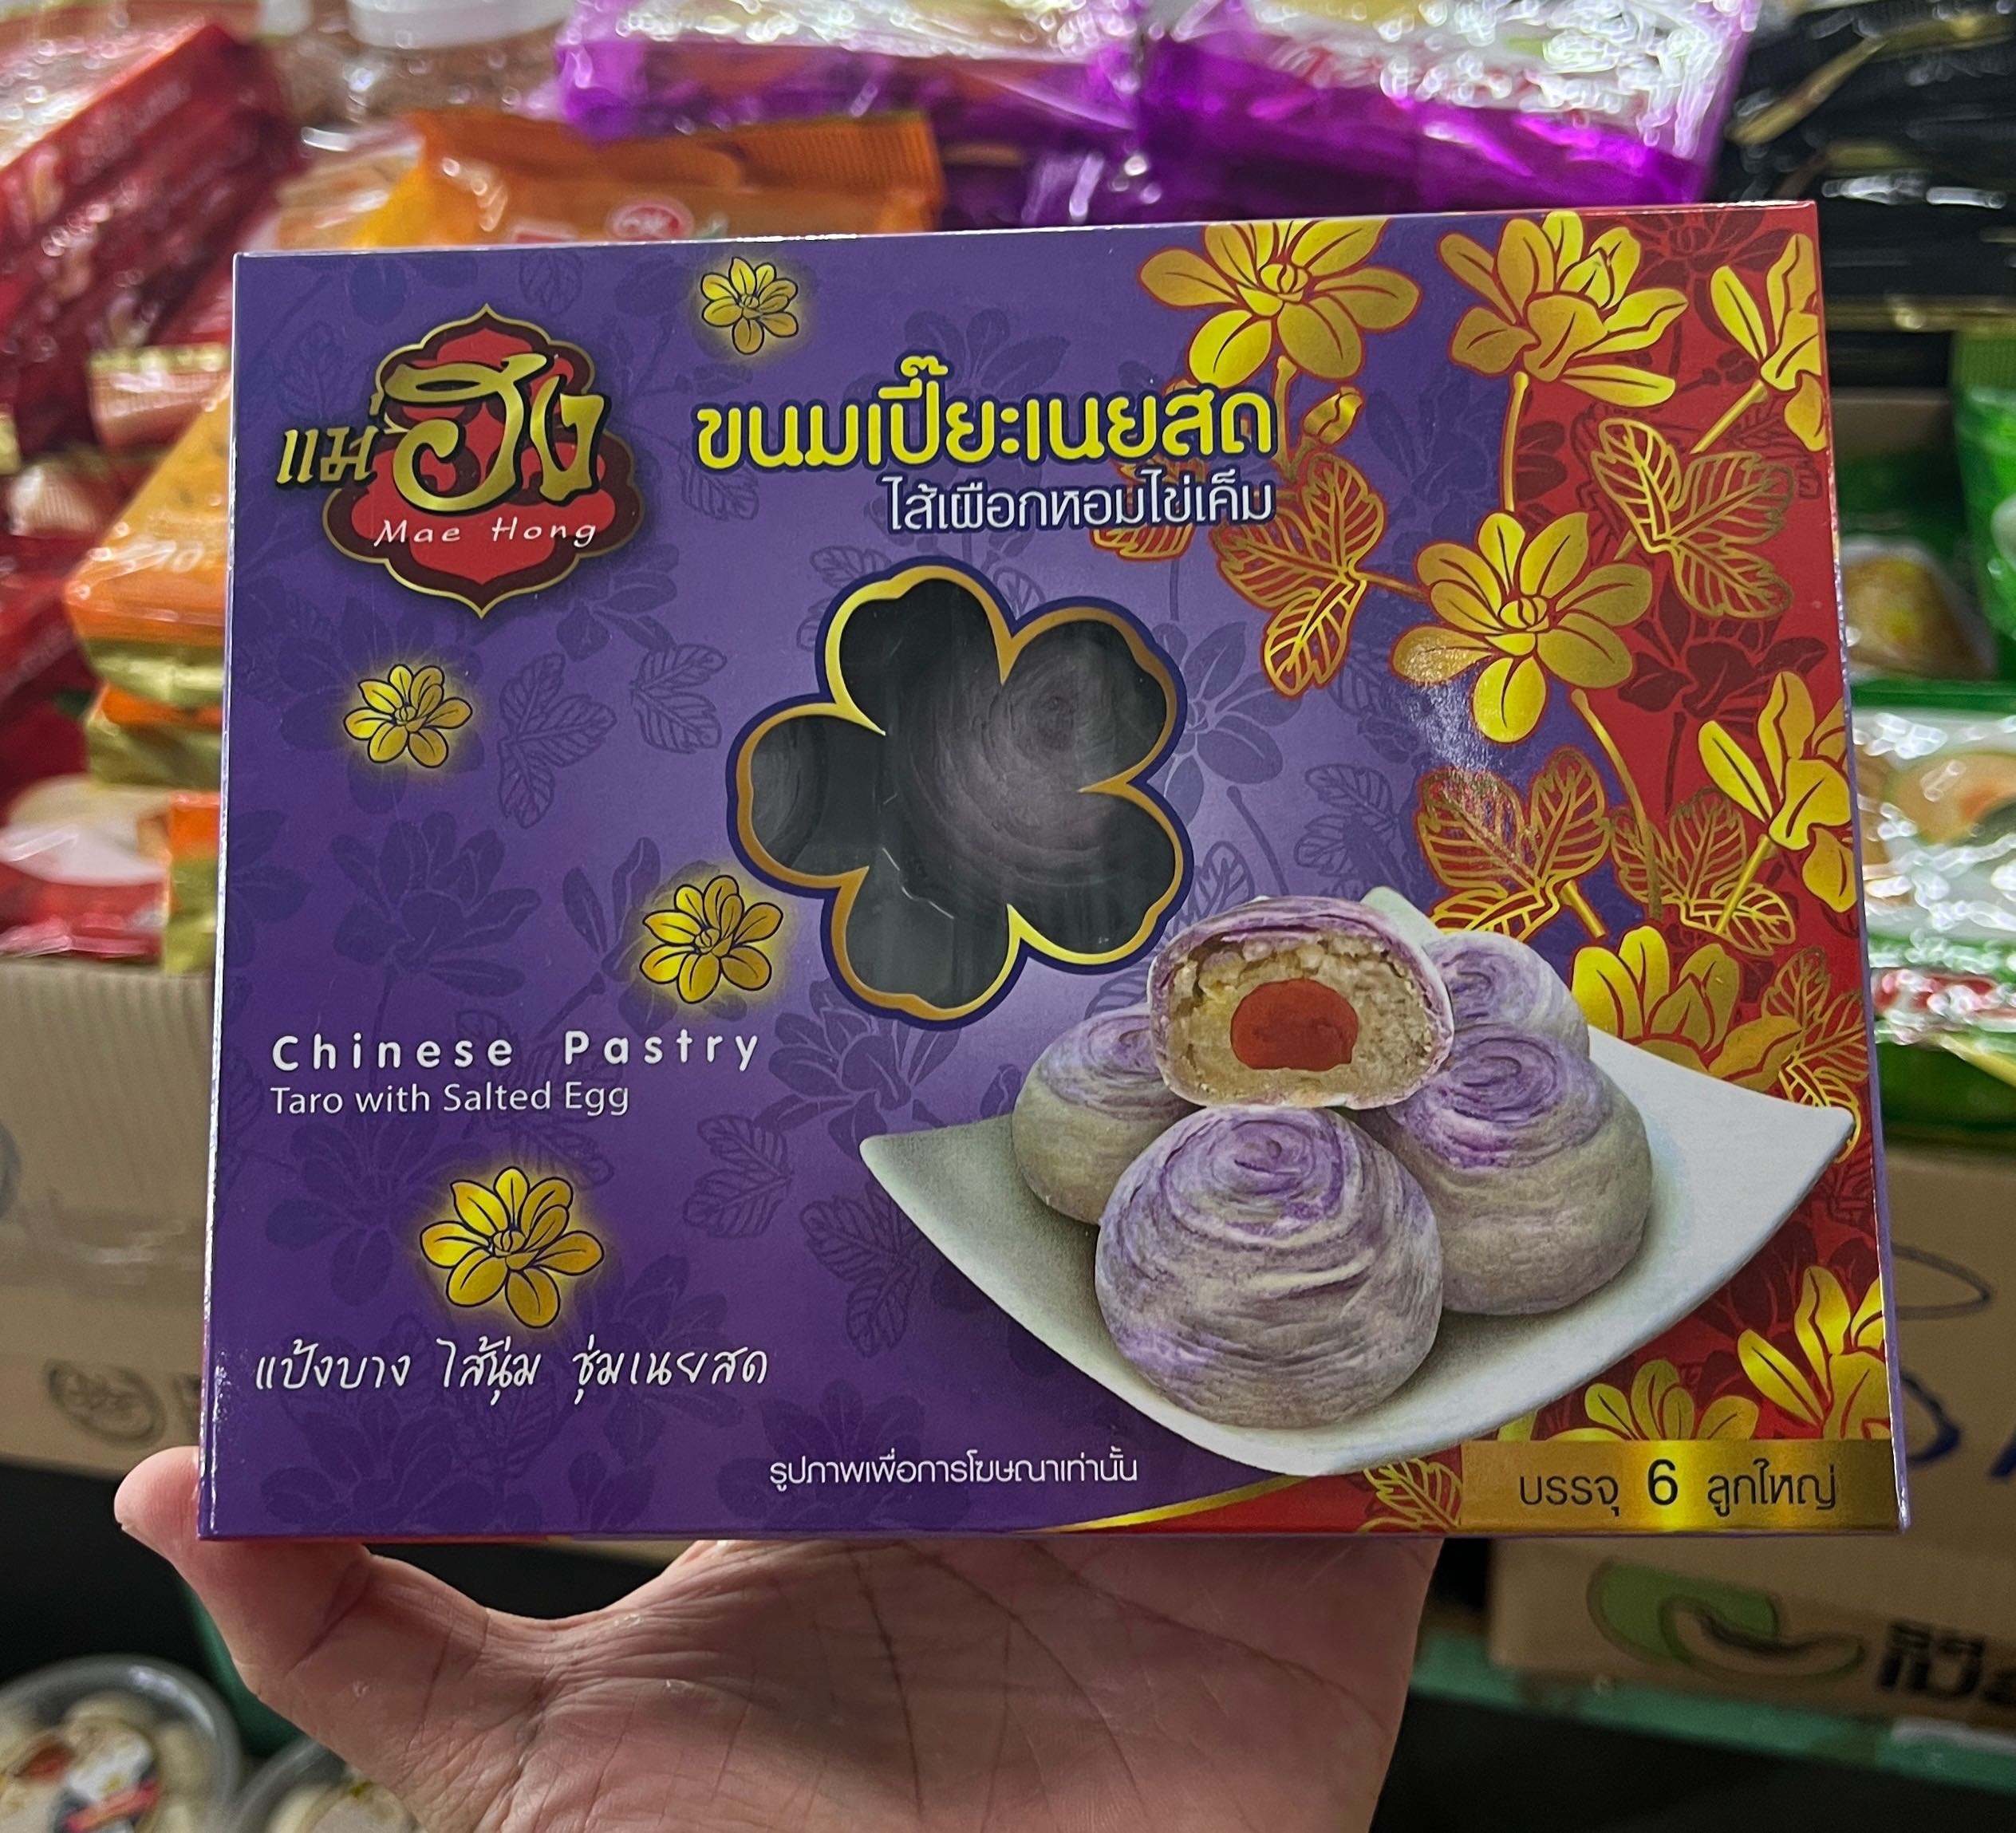 แม่ฮง
Mae Hong
ขนมเปี๊ยะเนยสด
ไส้เผือกหอมไข่เค็ม
Chinese Pastry
Taro with Salted Egg
แป้งบาง ไส้นุ่ม ชุ่มเนยสด
รูปภาพเพื่อการโฆษณาเท่านั้น
บรรจุ 6 ลูกใหญ่